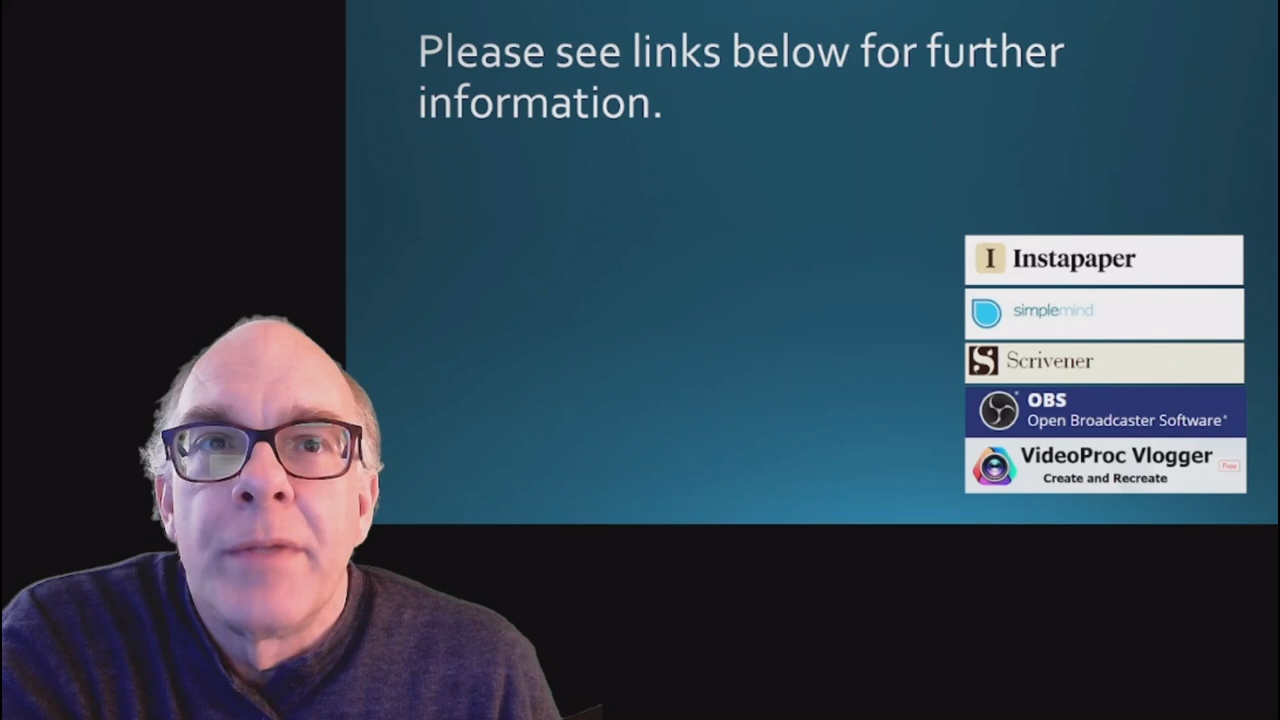 Please see links below for further
information.
I Instapaper
simplemind
S Scrivener
OBS
Open Broadcaster Software*
VideoProc Vlogger
Free
Create and Recreate